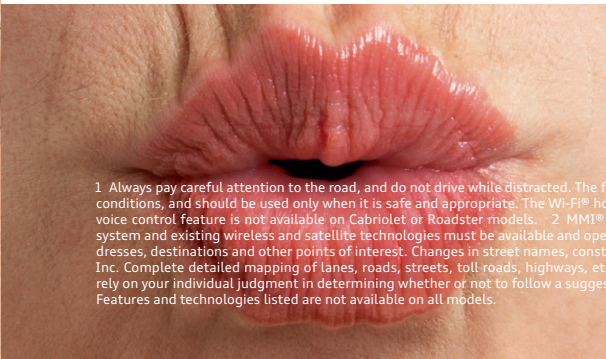 1 Always pay careful attention to the road, and do not drive while distracted. The
conditions, and should be used only when it is safe and appropriate. The Wi-Fi®
voice control feature is not available on Cabriolet or Roadster models. 2 MMI®
system and existing wireless and satellite technologies must be available and
dresses, destinations and other points of interest. Changes in street names,
Inc. Complete detailed mapping of lanes, roads, streets, toll roads, highways,
rely on your individual judgment in determining whether or not to follow a
Features and technologies listed are not available on all models.